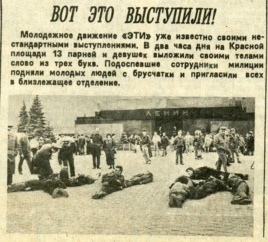 ВОТ ЭТО ВЫСТУПИЛИ!
Молодежное движение «ЭТИ» уже известно своими не-
стандартными выступлениями. В два часа дня на Красной
площади 13 парней и девушек выложили своими телами
слово из трех букв. Подоспевшие сотрудники милиции
подняли молодых людей с брусчатки и пригласили всех
в близлежащее отделение.
ЛЕНИН